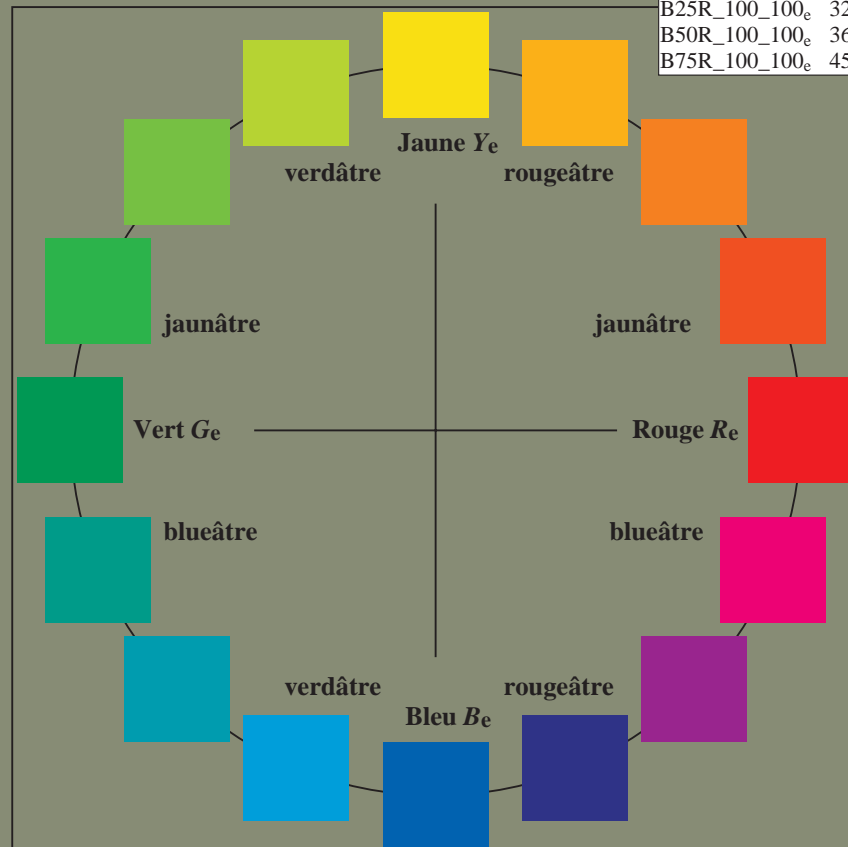 B25R_100_100e 32
B50R_100_100e 36
B75R_100_100e 45
Jaune Ye
verdâtre rougeâtre
jaunâtre jaunâtre
Vert Ge Rouge Re
blueâtre blueâtre
verdâtre rougeâtre
Bleu Be